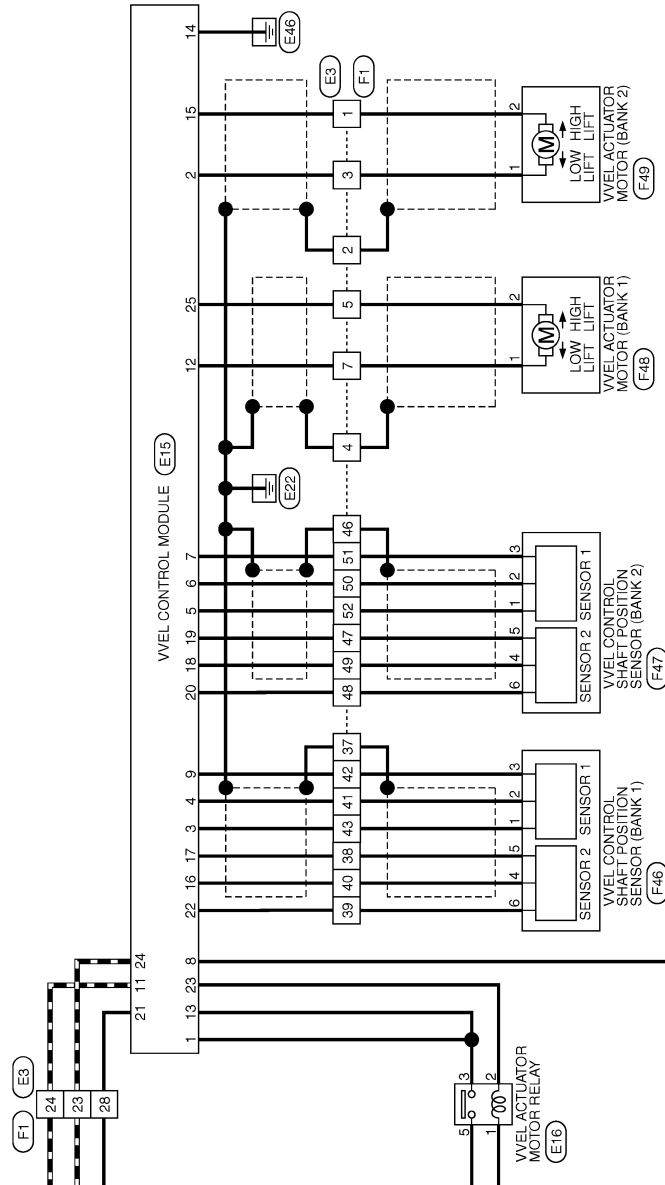 14
E46
E3
F1
15
1
2
2
3
1
HIGH
LIFT
LOW
LIFT
M
VVEL ACTUATOR
MOTOR (BANK 2)
F49
2
25
5
2
12
7
1
HIGH
LIFT
LOW
LIFT
M
VVEL ACTUATOR
MOTOR (BANK 1)
F48
4
VVEL CONTROL MODULE
E15
E22
46
7
51
3
6
50
2
5
52
1
19
47
5
18
49
4
20
48
6
SENSOR 1
SENSOR 2
VVEL CONTROL
SHAFT POSITION
SENSOR (BANK 2)
F47
37
9
42
3
4
41
2
3
43
1
17
38
5
16
40
4
22
39
6
SENSOR 1
SENSOR 2
VVEL CONTROL
SHAFT POSITION
SENSOR (BANK 1)
F46
24
11
21
8
23
13
1
E3
F1
24
23
28
3
2
5
1
VVEL ACTUATOR
MOTOR RELAY
E16